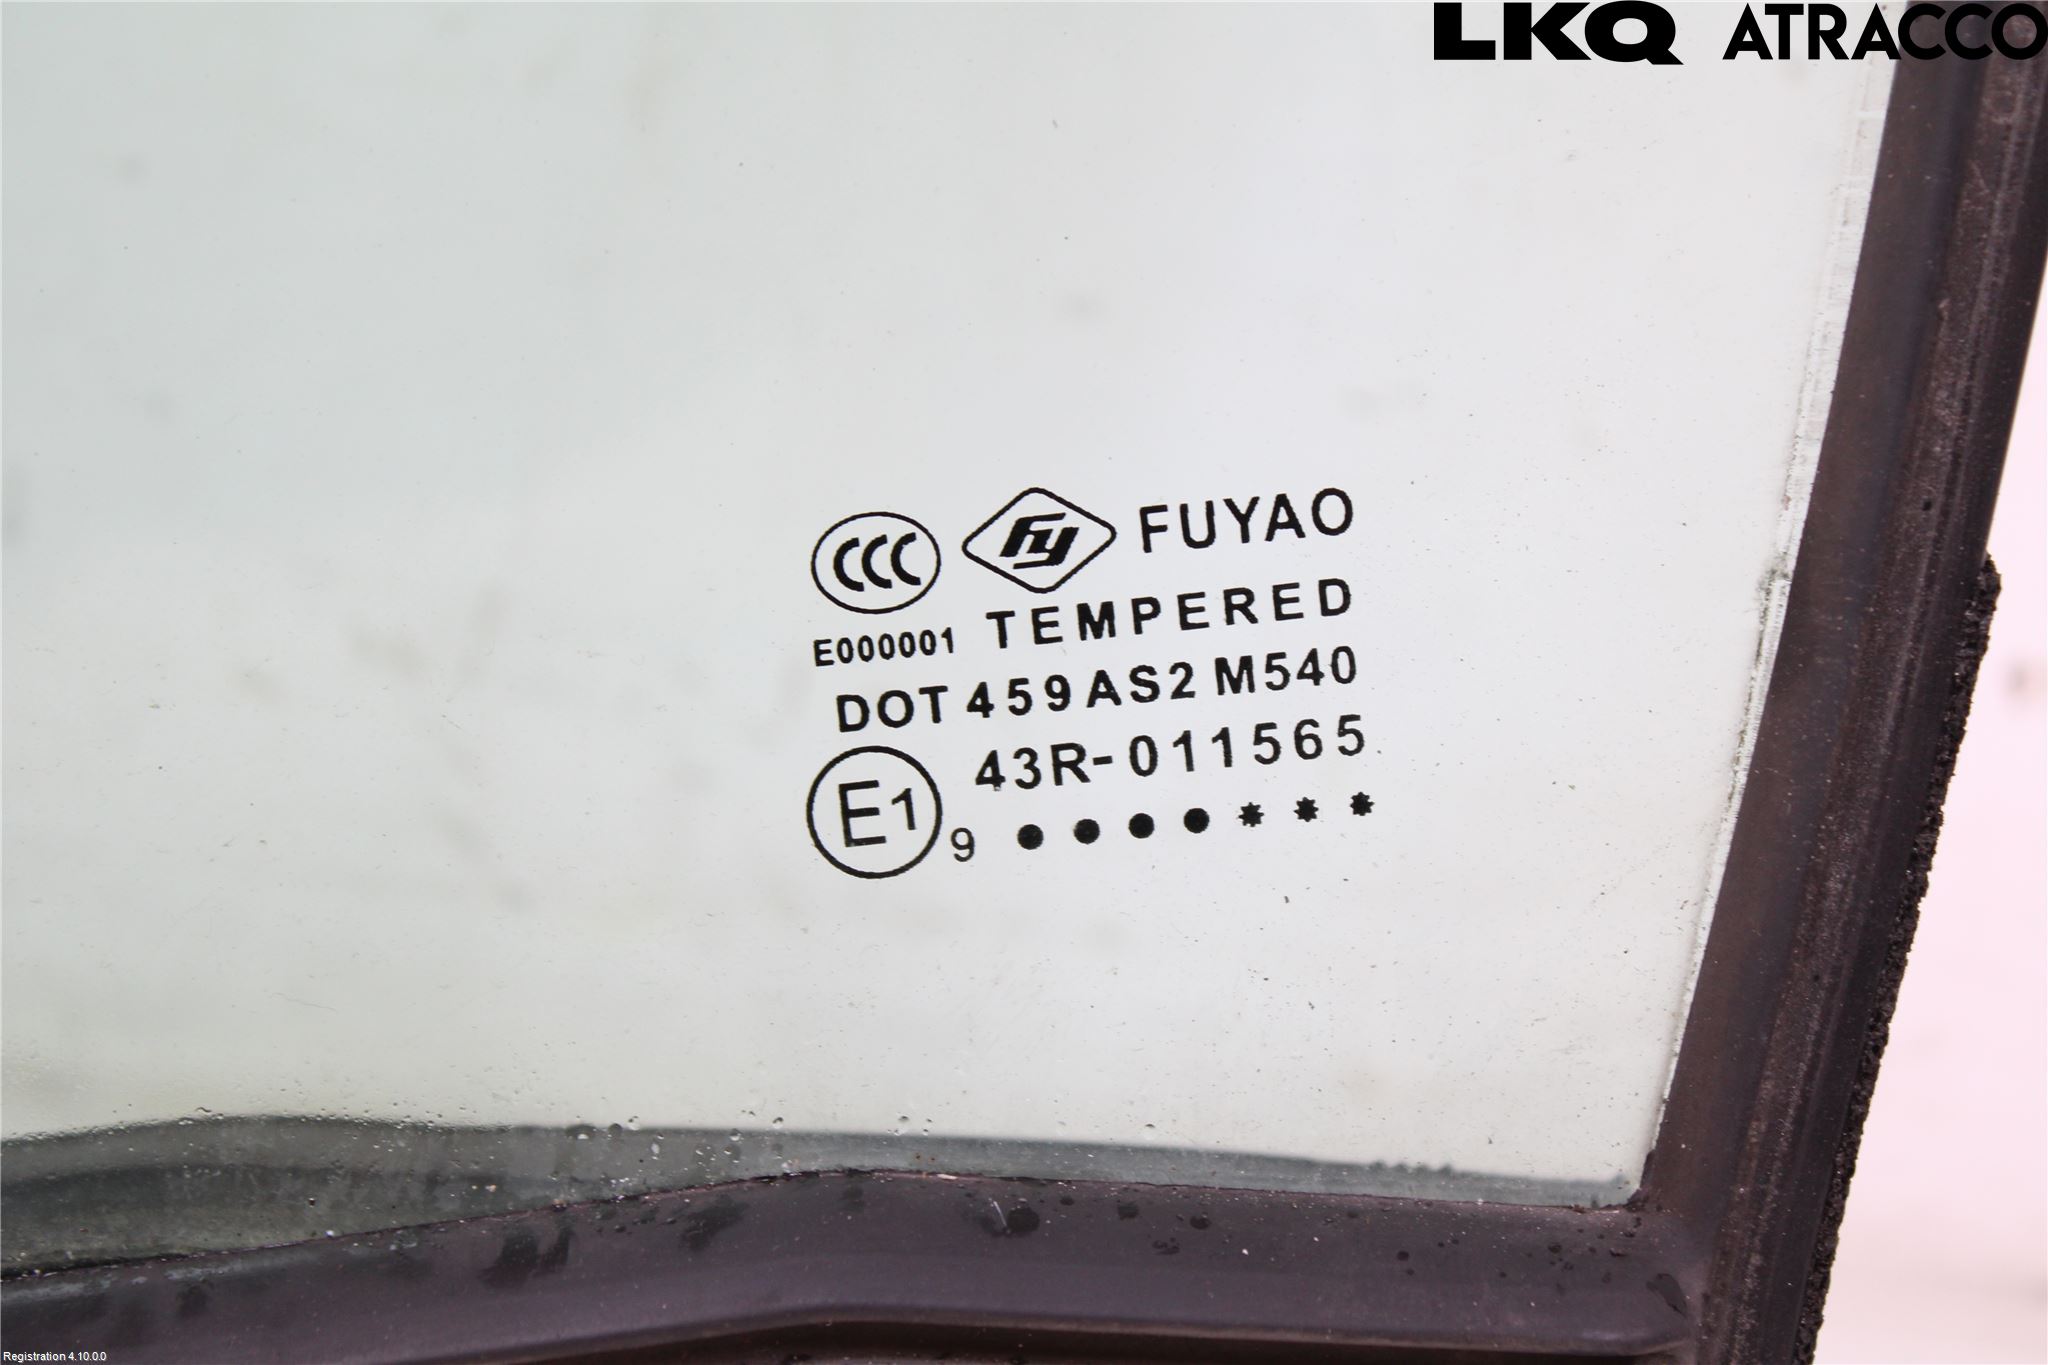 LKQ ATRACCO
CCC fy FUYAO
E000001 TEMPERED
DOT 459 AS2 M540
E1 43R-011565
9 ●●●●✷✷✷
Registration 4.10.0.0